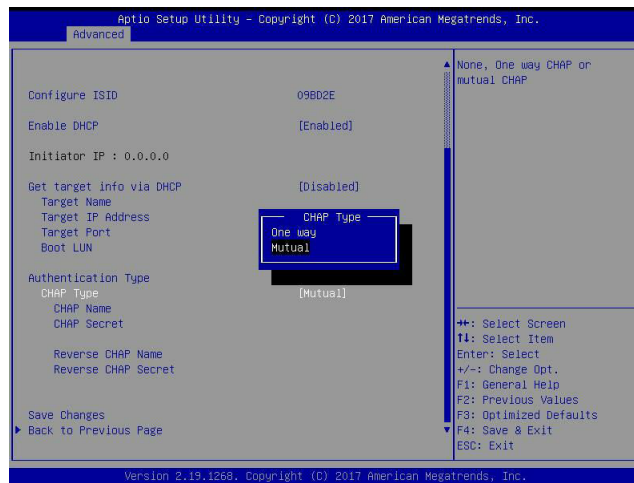 Aptio Setup Utility – Copyright (C) 2017 American Megatrends, Inc.
Advanced
None, One way CHAP or
mutual CHAP
Configure ISID 09BD2E
Enable DHCP [Enabled]
Initiator IP : 0.0.0.0
Get target info via DHCP [Disabled]
Target Name
Target IP Address
Target Port
Boot LUN
CHAP Type
One way
Mutual
Authentication Type
CHAP Type [Mutual]
CHAP Name
CHAP Secret
Reverse CHAP Name
Reverse CHAP Secret
Save Changes
Back to Previous Page
→←: Select Screen
↑↓: Select Item
Enter: Select
+/-: Change Opt.
F1: General Help
F2: Previous Values
F3: Optimized Defaults
F4: Save & Exit
ESC: Exit
Version 2.19.1268. Copyright (C) 2017 American Megatrends, Inc.